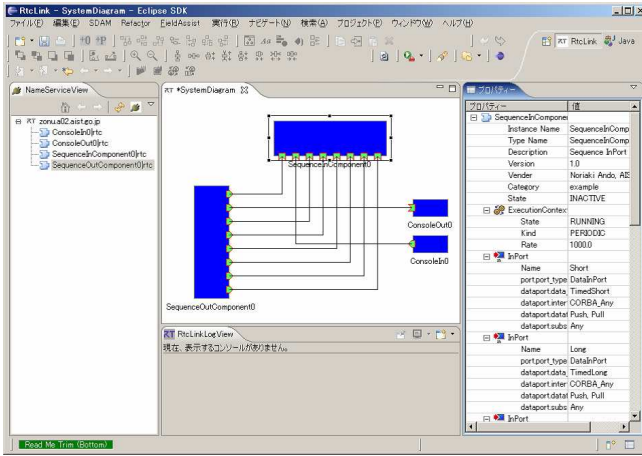 RtcLink - SystemDiagram - Eclipse SDK
ファイル(F) 編集(E) SDAM Refactor FieldAssist 実行(R) ナビゲート(N) 検索(A) プロジェクト(P) ウィンドウ(W) ヘルプ(H)
RT RtcLink Java
NameServiceView
zonu.a02.aist.go.jp
ConsoleIn0|rtc
ConsoleOut0|rtc
SequenceInComponent0|rtc
SequenceOutComponent0|rtc
RT *SystemDiagram
SequenceInComponent0
ConsoleOut0
ConsoleIn0
SequenceOutComponent0
RT RtcLinkLogView
現在、表示するコンソールがありません。
プロパティー
プロパティー 値
SequenceInComponen
Instance Name SequenceInComp
Type Name SequenceInComp
Description Sequence InPort
Version 1.0
Vender Noriaki Ando, AIS
Category example
State INACTIVE
ExecutionContex
State RUNNING
Kind PERIODIC
Rate 1000.0
InPort
Name Short
port.port_type DataInPort
dataport.data_ TimedShort
dataport.inter CORBA_Any
dataport.dataf Push, Pull
dataport.subs Any
InPort
Name Long
port.port_type DataInPort
dataport.data_ TimedLong
dataport.inter CORBA_Any
dataport.dataf Push, Pull
dataport.subs Any
InPort
Read Me Trim (Bottom)